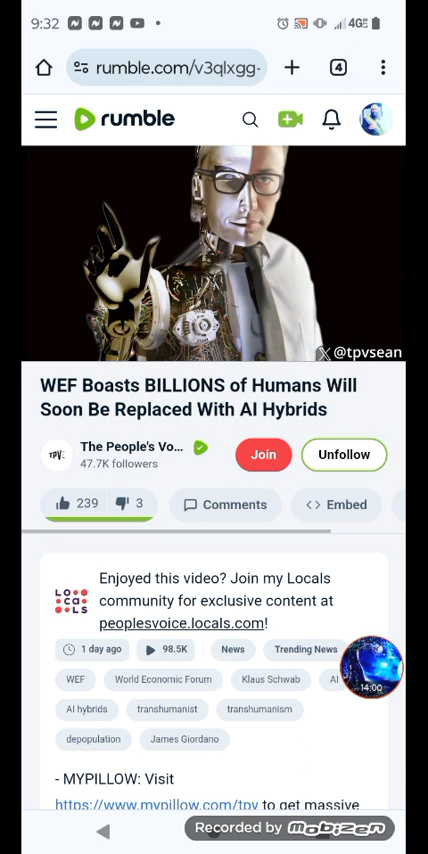 9:32
4G
rumble.com/v3qlxgg-
4
rumble
@tpvsean
WEF Boasts BILLIONS of Humans Will
Soon Be Replaced With AI Hybrids
TPV
The People's Vo...
47.7K followers
Join
Unfollow
239
3
Comments
<> Embed
Enjoyed this video? Join my Locals
community for exclusive content at
peoplesvoice.locals.com!
LOCALS
1 day ago
98.5K
News
Trending News
WEF
World Economic Forum
Klaus Schwab
AI
14:00
AI hybrids
transhumanist
transhumanism
depopulation
James Giordano
- MYPILLOW: Visit
https://www.mypillow.com/tpv to get massive
Recorded by Mobizen